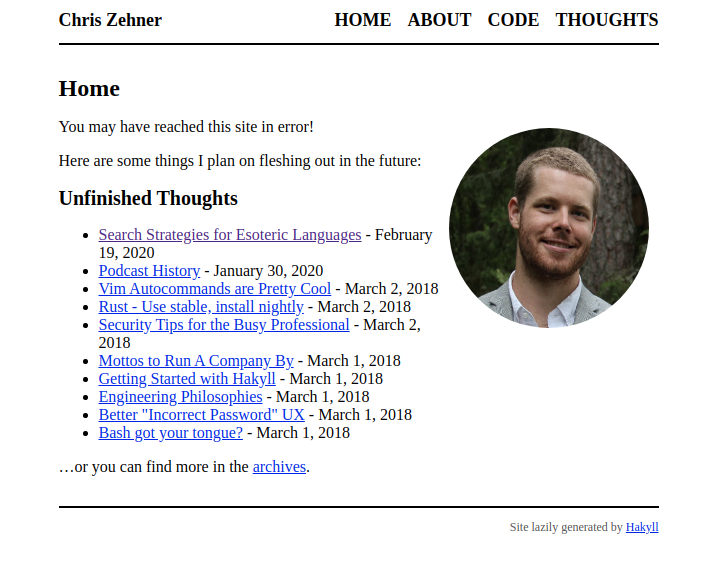 Chris Zehner HOME ABOUT CODE THOUGHTS
Home
You may have reached this site in error!
Here are some things I plan on fleshing out in the future:
Unfinished Thoughts
Search Strategies for Esoteric Languages - February
19, 2020
Podcast History - January 30, 2020
Vim Autocommands are Pretty Cool - March 2, 2018
Rust - Use stable, install nightly - March 2, 2018
Security Tips for the Busy Professional - March 2,
2018
Mottos to Run A Company By - March 1, 2018
Getting Started with Hakyll - March 1, 2018
Engineering Philosophies - March 1, 2018
Better "Incorrect Password" UX - March 1, 2018
Bash got your tongue? - March 1, 2018
…or you can find more in the archives.
Site lazily generated by Hakyll